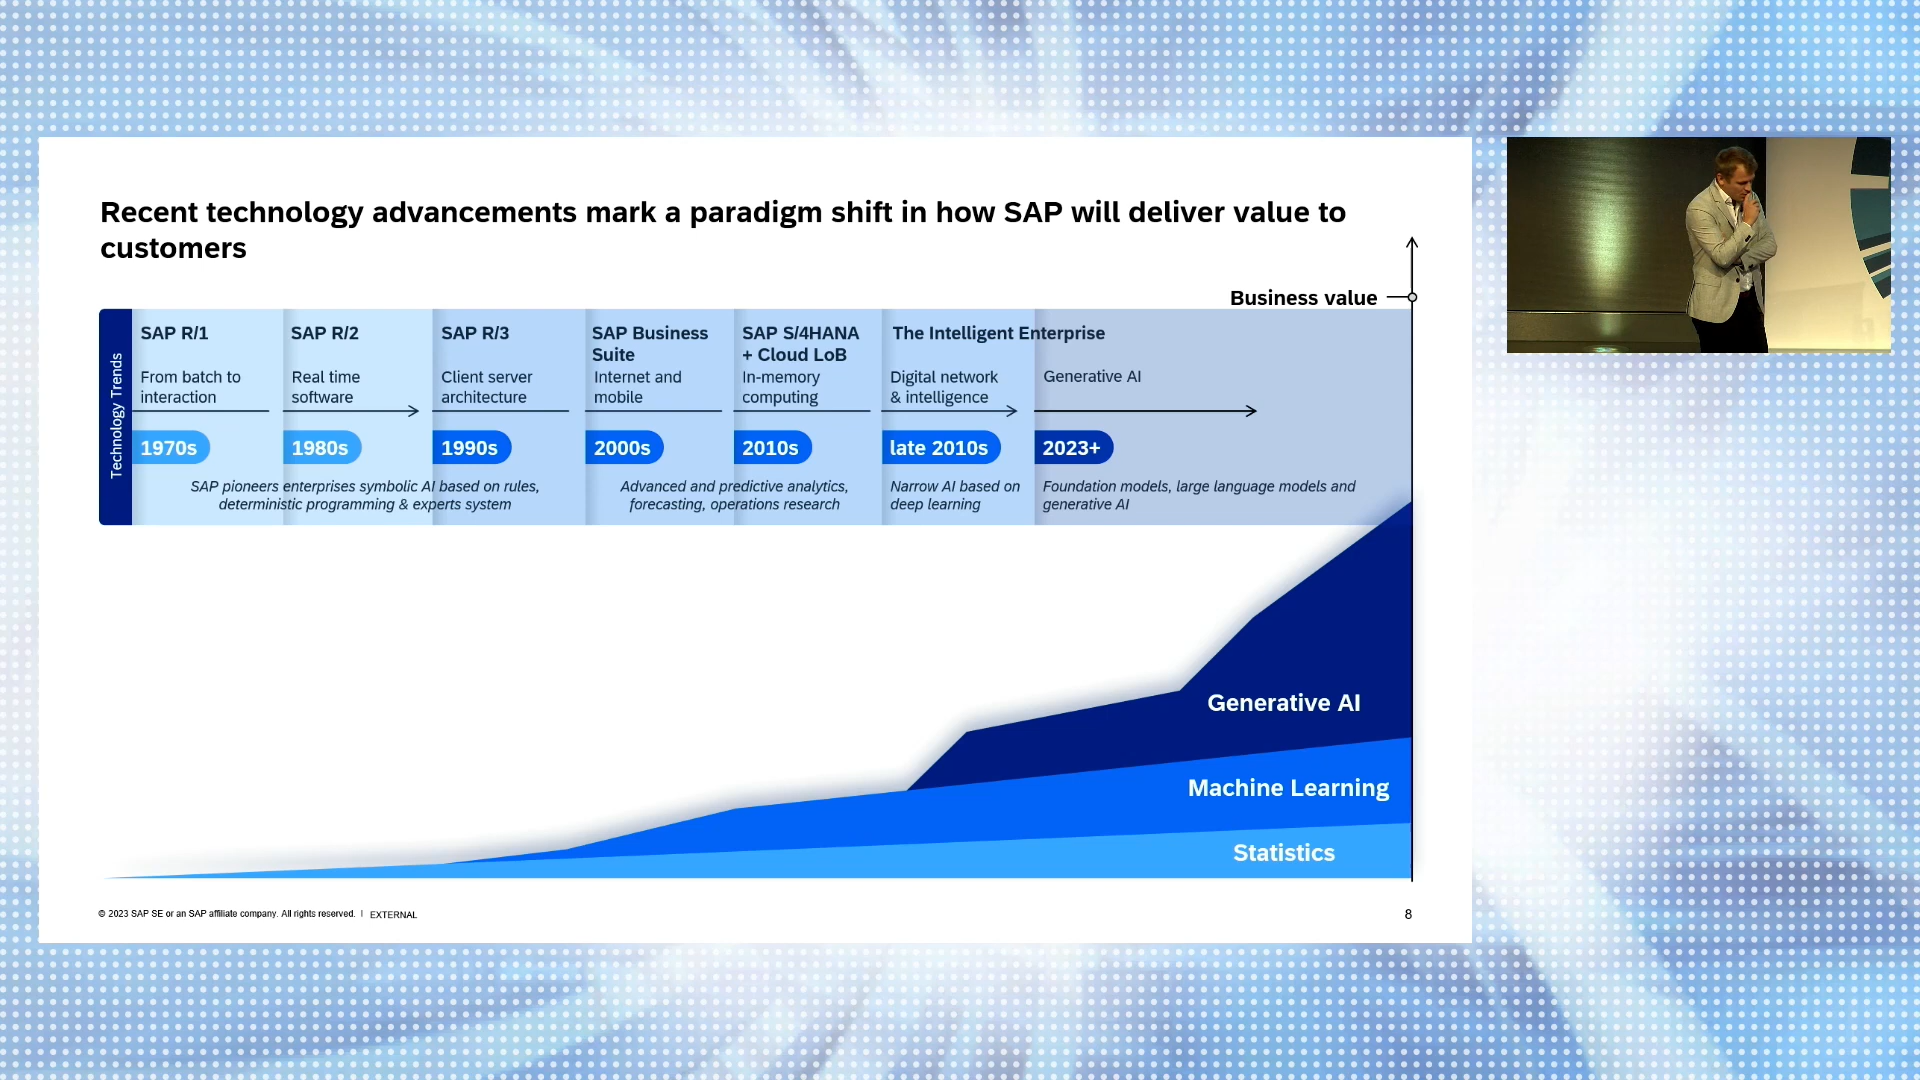 Recent technology advancements mark a paradigm shift in how SAP will deliver value to
customers
Business value
Technology Trends
SAP R/1
From batch to
interaction
1970s
SAP R/2
Real time
software
1980s
SAP R/3
Client server
architecture
1990s
SAP pioneers enterprises symbolic AI based on rules,
deterministic programming & experts system
SAP Business
Suite
Internet and
mobile
2000s
SAP S/4HANA
+ Cloud LoB
In-memory
computing
2010s
Advanced and predictive analytics,
forecasting, operations research
The Intelligent Enterprise
Digital network
& intelligence
late 2010s
Narrow AI based on
deep learning
Generative AI
2023+
Foundation models, large language models and
generative AI
Generative AI
Machine Learning
Statistics
© 2023 SAP SE or an SAP affiliate company. All rights reserved. | EXTERNAL
8